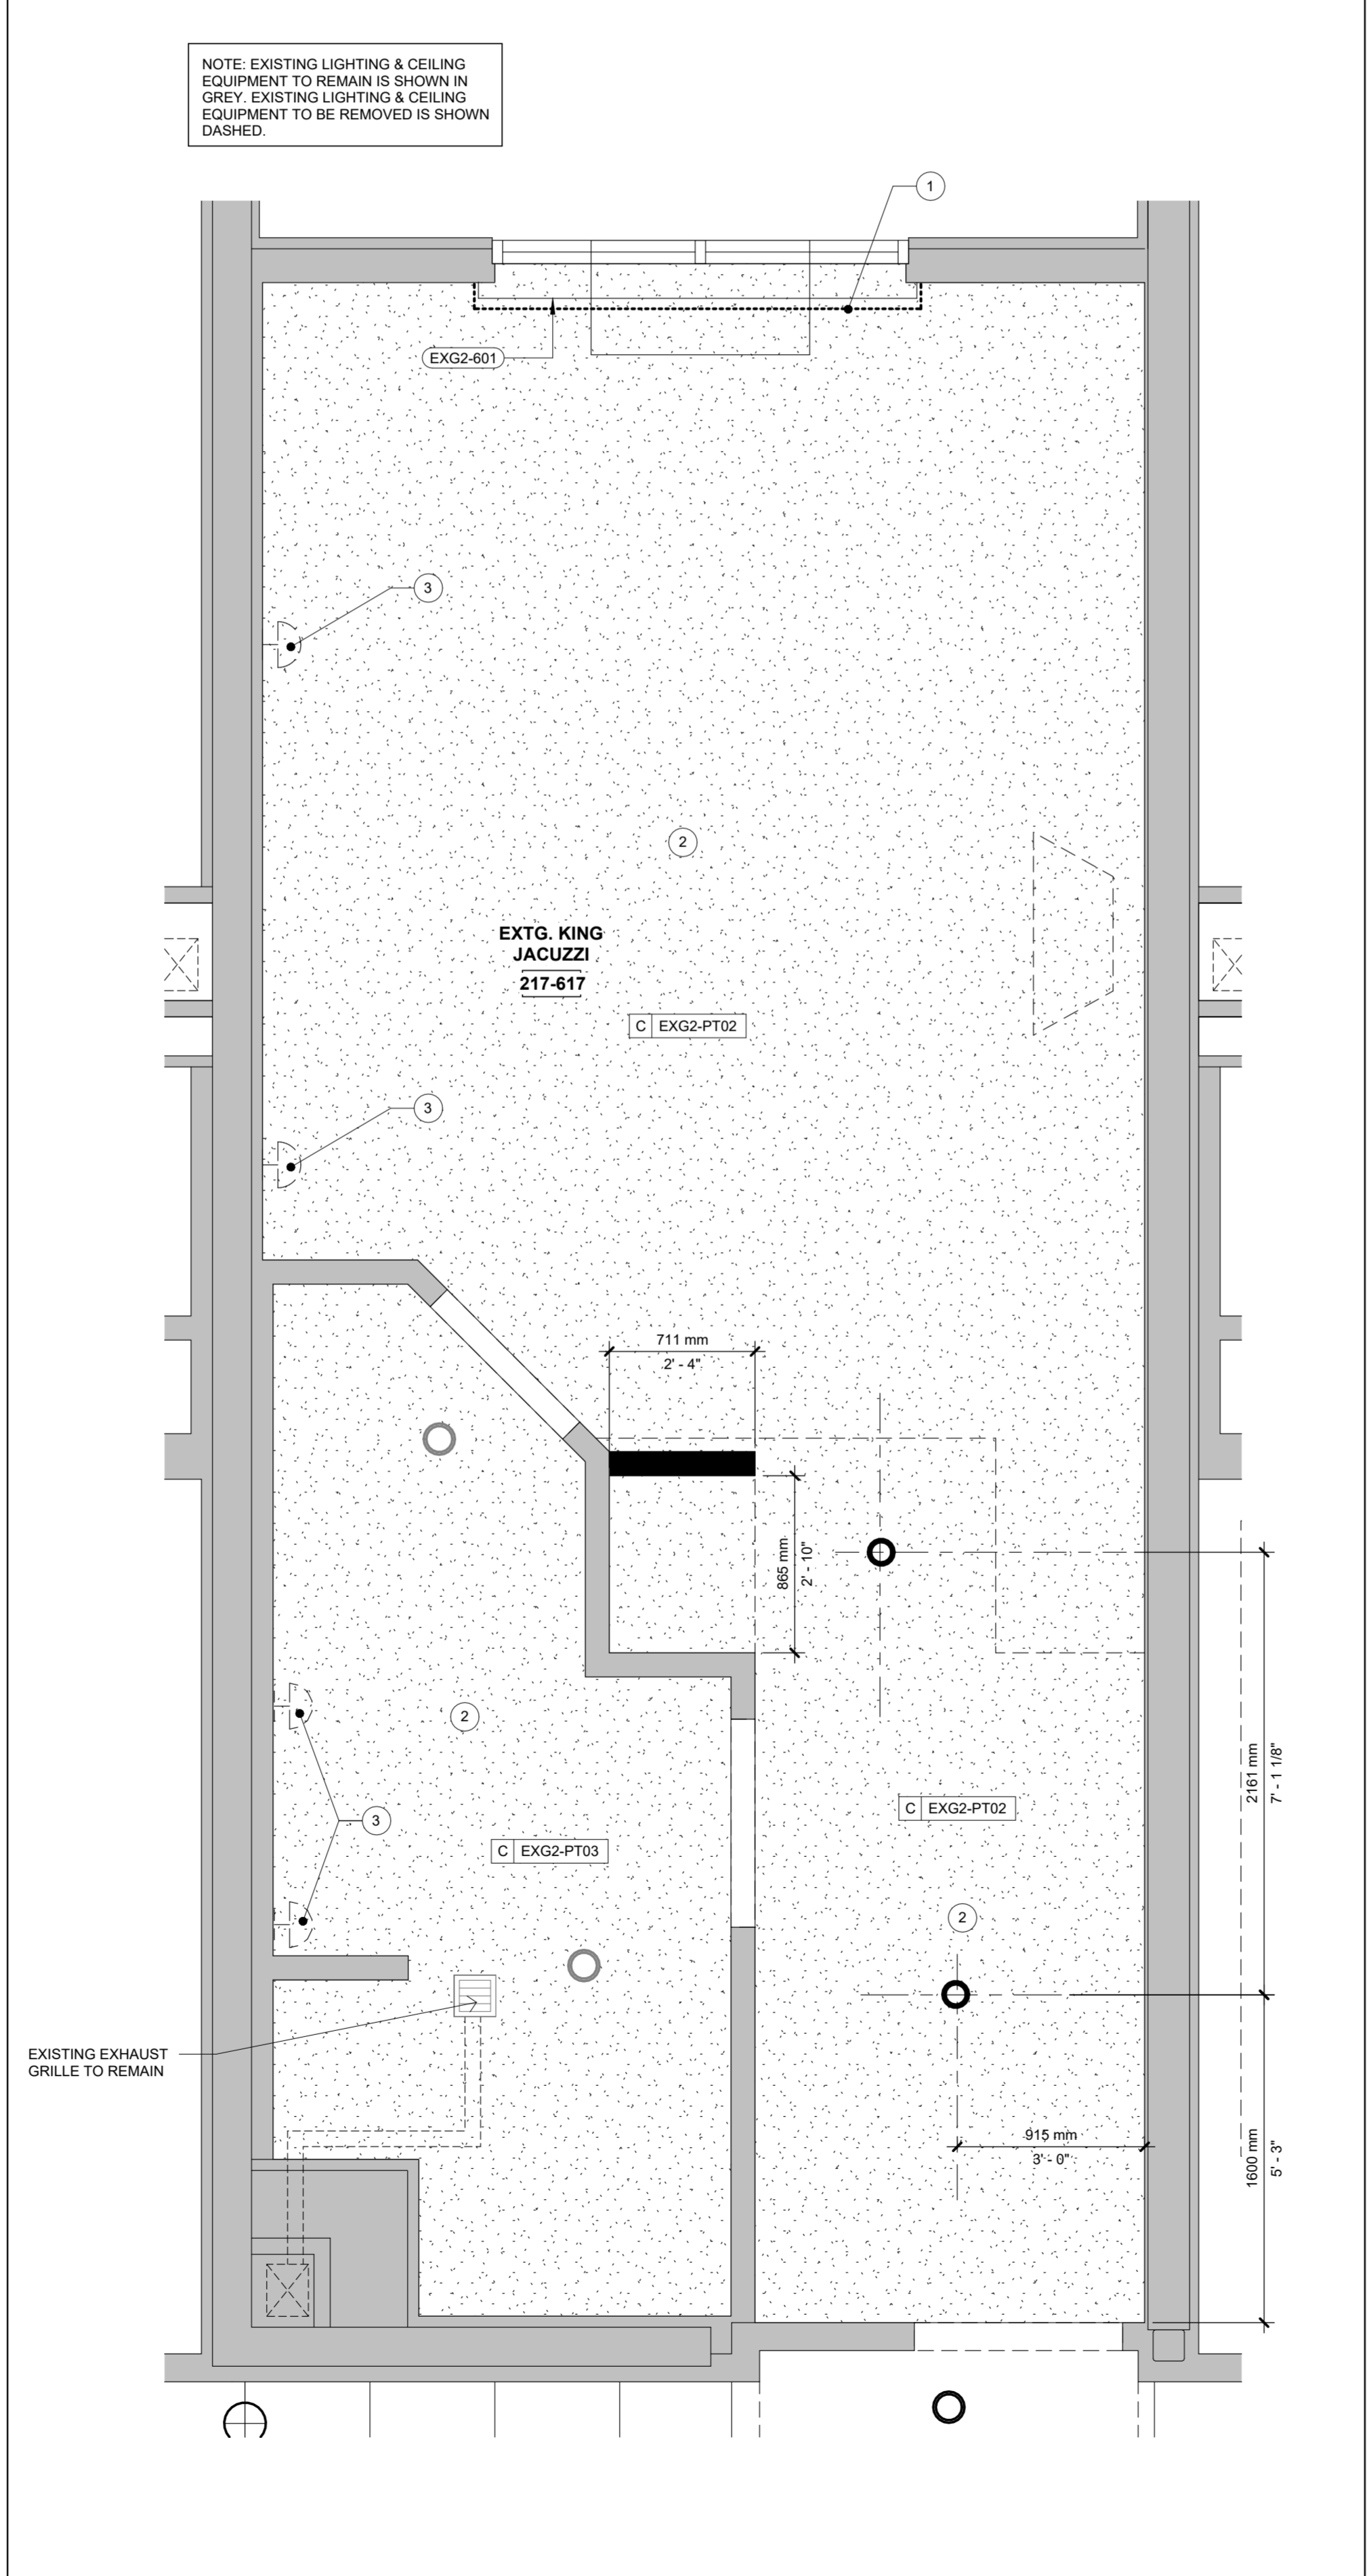 NOTE: EXISTING LIGHTING & CEILING
EQUIPMENT TO REMAIN IS SHOWN IN
GREY. EXISTING LIGHTING & CEILING
EQUIPMENT TO BE REMOVED IS SHOWN
DASHED.
1
EXG2-601
3
2
EXTG. KING
JACUZZI
217-617
C EXG2-PT02
3
711 mm
2' - 4"
865 mm
2' - 10"
2
3
C EXG2-PT03
C EXG2-PT02
2
2161 mm
7' - 1 1/8"
EXISTING EXHAUST
GRILLE TO REMAIN
915 mm
3' - 0"
1600 mm
5' - 3"